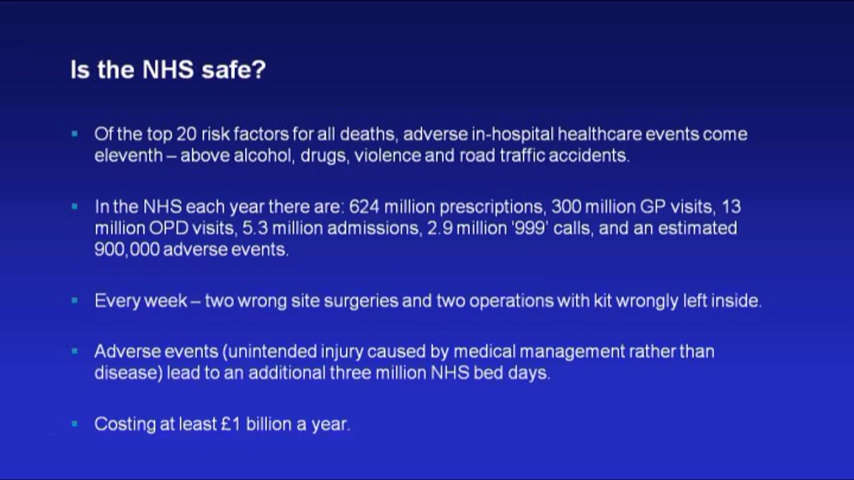 Is the NHS safe?
Of the top 20 risk factors for all deaths, adverse in-hospital healthcare events come
eleventh – above alcohol, drugs, violence and road traffic accidents.
In the NHS each year there are: 624 million prescriptions, 300 million GP visits, 13
million OPD visits, 5.3 million admissions, 2.9 million ‘999’ calls, and an estimated
900,000 adverse events.
Every week – two wrong site surgeries and two operations with kit wrongly left inside.
Adverse events (unintended injury caused by medical management rather than
disease) lead to an additional three million NHS bed days.
Costing at least £1 billion a year.